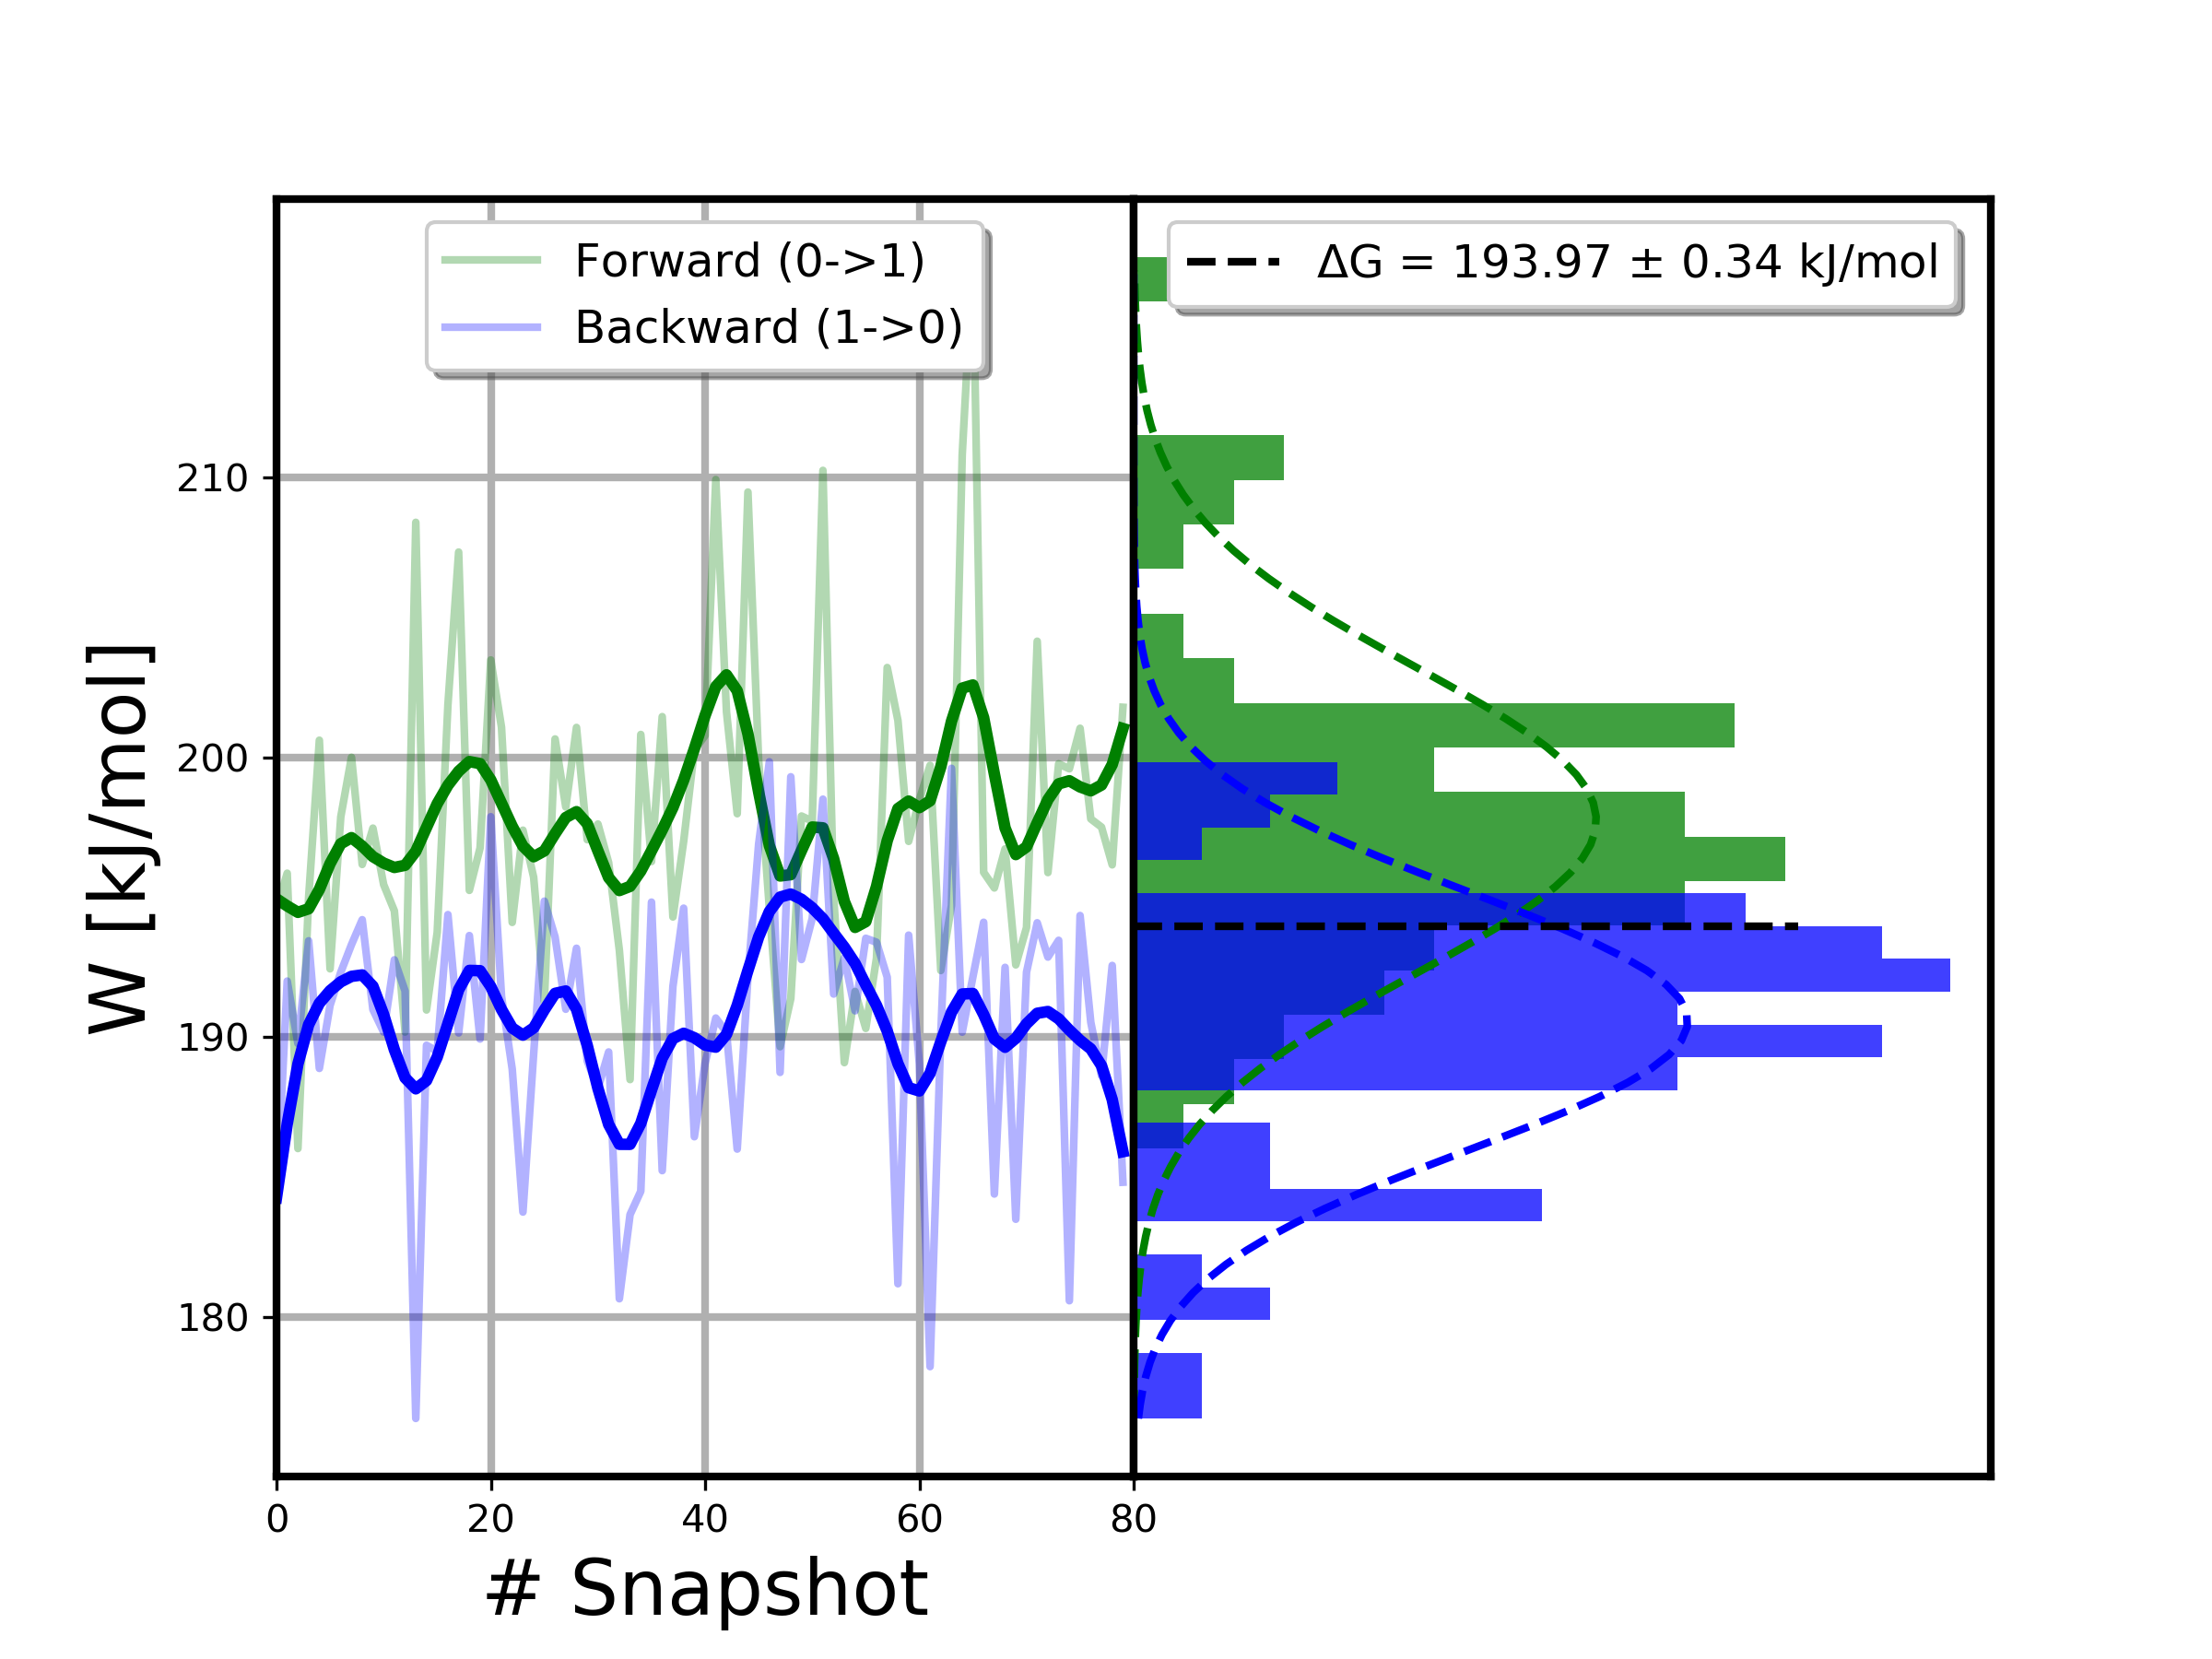 Forward (0->1)
Backward (1->0)
ΔG = 193.97 ± 0.34 kJ/mol
W [kJ/mol]
210
200
190
180
0 20 40 60 80
# Snapshot